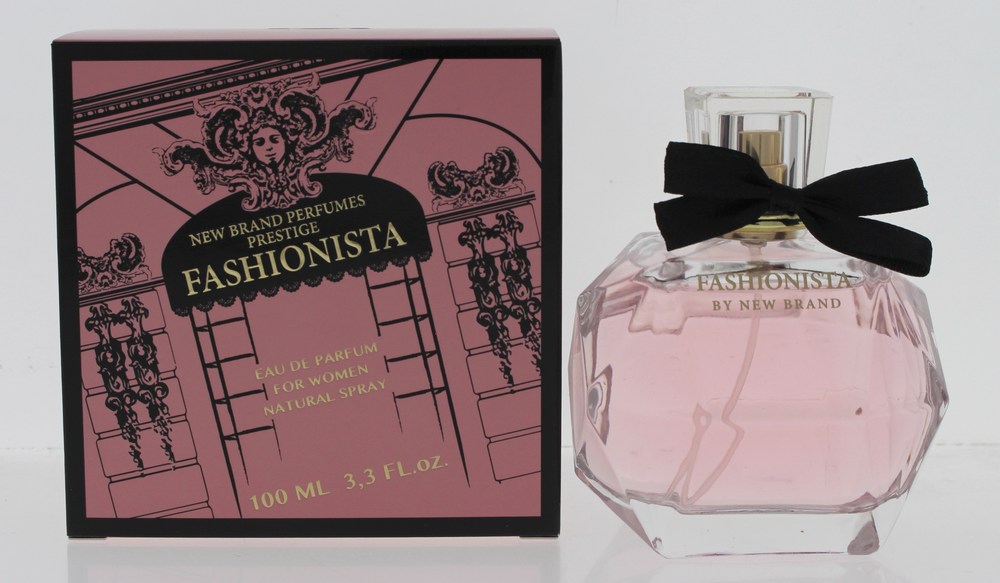 NEW BRAND PERFUMES
PRESTIGE
FASHIONISTA
EAU DE PARFUM
FOR WOMEN
NATURAL SPRAY
100 ML 3,3 FL.oz.
FASHIONISTA
BY NEW BRAND